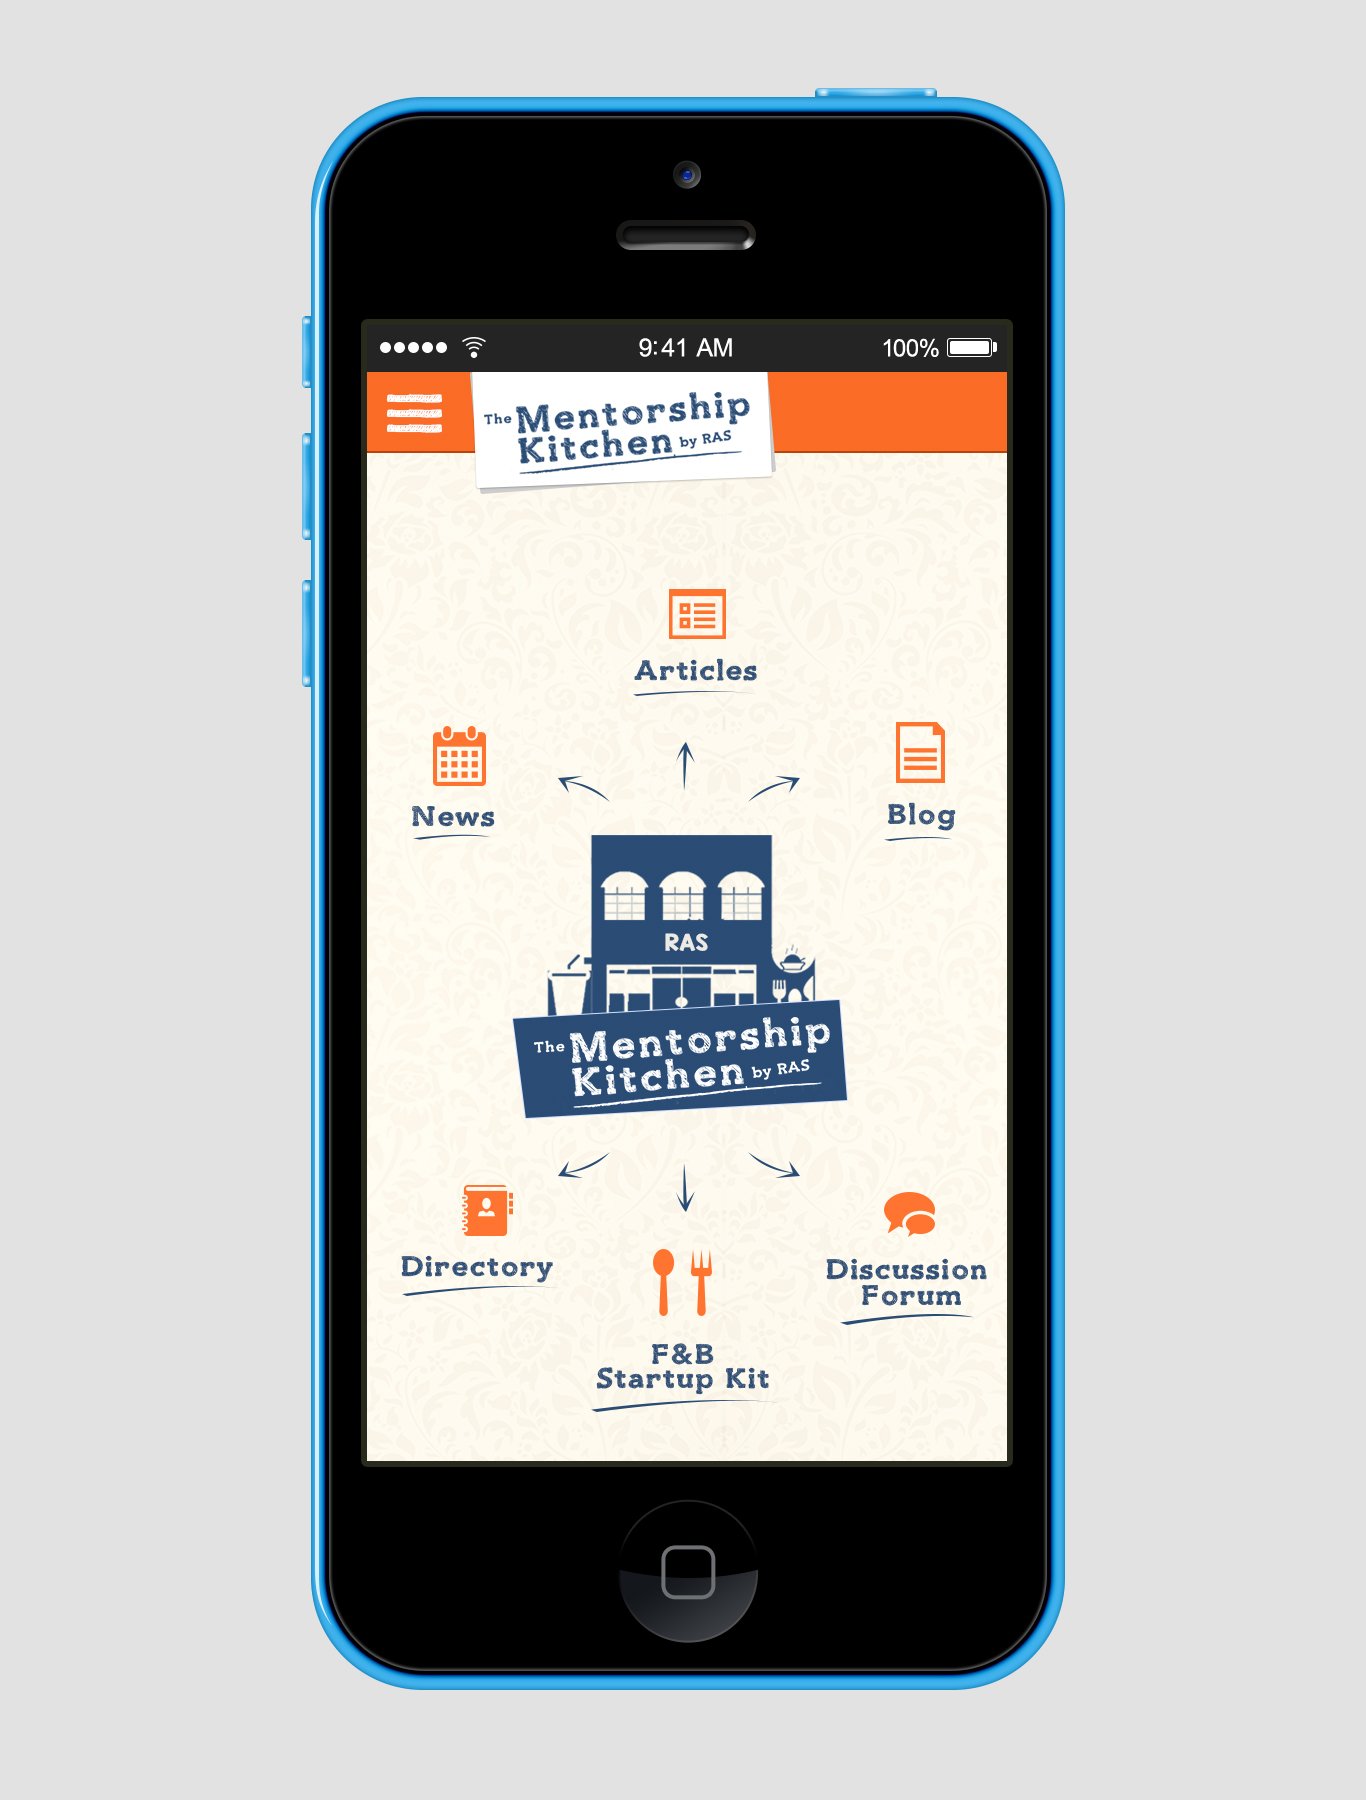 9:41 AM
100%
The Mentorship
Kitchen by RAS
Articles
News
Blog
RAS
The Mentorship
Kitchen by RAS
Directory
Discussion
Forum
F&B
Startup Kit